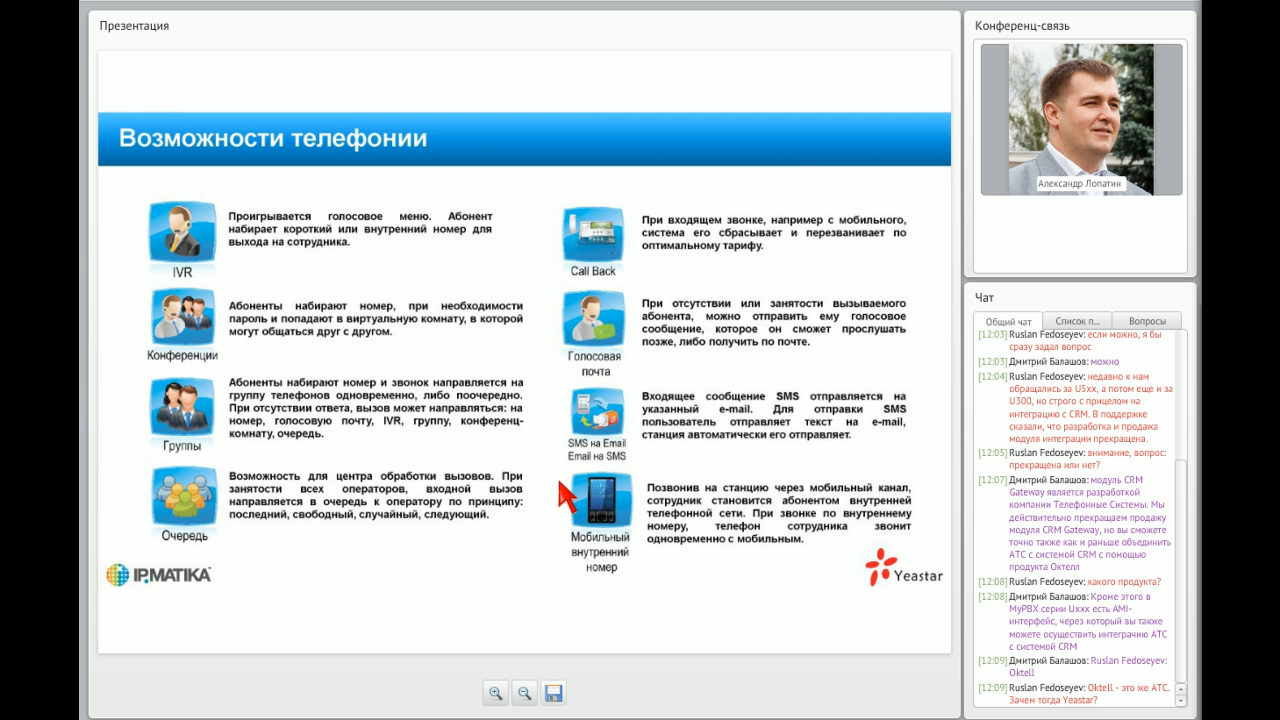 Презентация
Возможности телефонии
Проигрывается голосовое меню. Абонент
набирает короткий или внутренний номер для
выхода на сотрудника.
IVR
Абоненты набирают номер, при необходимости
пароль и попадают в виртуальную комнату, в которой
могут общаться друг с другом.
Конференции
Абоненты набирают номер и звонок направляется на
группу телефонов одновременно, либо поочередно.
При отсутствии ответа, вызов может направляться: на
номер, голосовую почту, IVR, группу, конференц-
комнату, очередь.
Группы
Возможность для центра обработки вызовов. При
занятости всех операторов, входной вызов
направляется в очередь к оператору по принципу:
последний, свободный, случайный, следующий.
Очередь
IPMATIKA
При входящем звонке, например с мобильного,
система его сбрасывает и перезванивает по
оптимальному тарифу.
Call Back
При отсутствии или занятости вызываемого
абонента, можно отправить ему голосовое
сообщение, которое он сможет прослушать
позже, либо получить по почте.
Голосовая
почта
Входящее сообщение SMS отправляется на
указанный e-mail. Для отправки SMS
пользователь отправляет текст на e-mail,
станция автоматически его отправляет.
SMS на Email
Email на SMS
Позвонив на станцию через мобильный канал,
сотрудник становится абонентом внутренней
телефонной сети. При звонке по внутреннему
номеру, телефон сотрудника звонит
одновременно с мобильным.
Мобильный
внутренний
номер
Yeastar
Конференц-связь
Александр Лопатин
Чат
Общий чат
Список п...
Вопросы
[12:03] Ruslan Fedoseyev: если можно, я бы
сразу задал вопрос
[12:03] Дмитрий Балашов: можно
[12:04] Ruslan Fedoseyev: недавно к нам
обращались за U5xx, а потом еще и за
U300, но строго с прицелом на
интеграцию с CRM. В поддержке
сказали, что разработка и продажа
модуля интеграции прекращена.
[12:05] Ruslan Fedoseyev: внимание, вопрос:
прекращена или нет?
[12:07] Дмитрий Балашов: модуль CRM
Gateway является разработкой
компании Телефонные Системы. Мы
действительно прекращаем продажу
модуля CRM Gateway, но вы сможете
точно также как и раньше объединить
АТС с системой CRM с помощью
продукта Октелл
[12:08] Ruslan Fedoseyev: какого продукта?
[12:08] Дмитрий Балашов: Кроме этого в
MyPBX серии Uxxx есть AMI-
интерфейс, через который вы также
можете осуществить интеграчию АТС
с системой CRM
[12:09] Дмитрий Балашов: Ruslan Fedoseyev:
Oktell
[12:09] Ruslan Fedoseyev: Oktell - это же АТС.
Зачем тогда Yeastar?